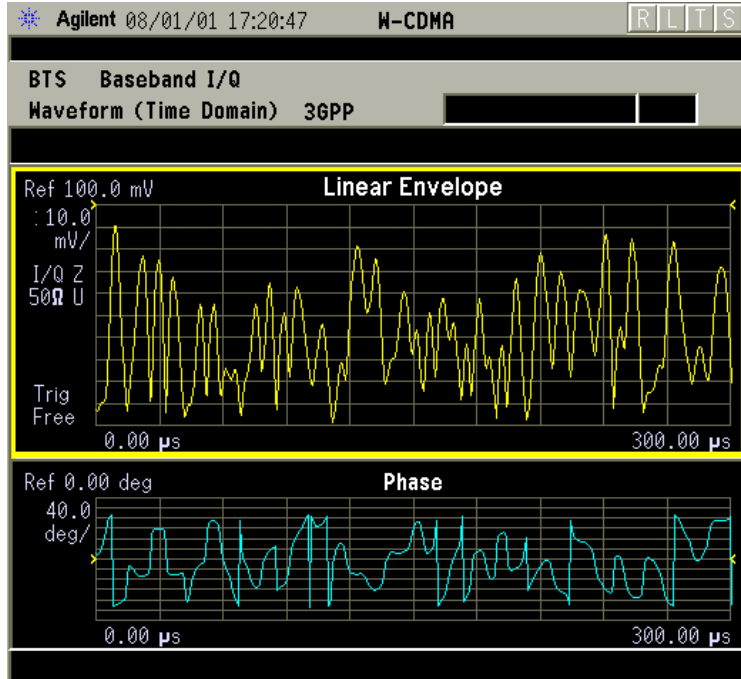 Agilent 08/01/01 17:20:47 W-CDMA R L T S
BTS Baseband I/Q
Waveform (Time Domain) 3GPP
Ref 100.0 mV Linear Envelope
10.0
mV/
I/Q Z
50Ω U
Trig
Free
0.00 µs 300.00 µs
Ref 0.00 deg Phase
40.0
deg/
0.00 µs 300.00 µs